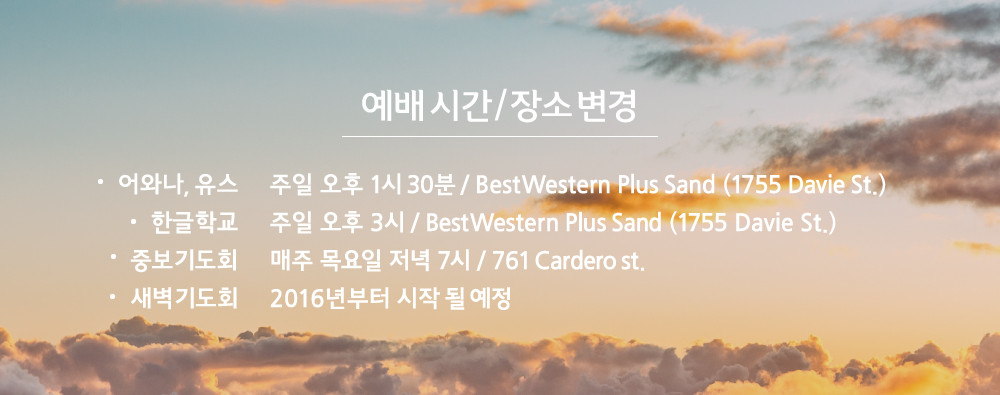 예배 시간/장소 변경
• 어와나, 유스 주일 오후 1시 30분 / BestWestern Plus Sand (1755 Davie St.)
• 한글학교 주일 오후 3시 / BestWestern Plus Sand (1755 Davie St.)
• 중보기도회 매주 목요일 저녁 7시 / 761 Cardero st.
• 새벽기도회 2016년부터 시작 될 예정